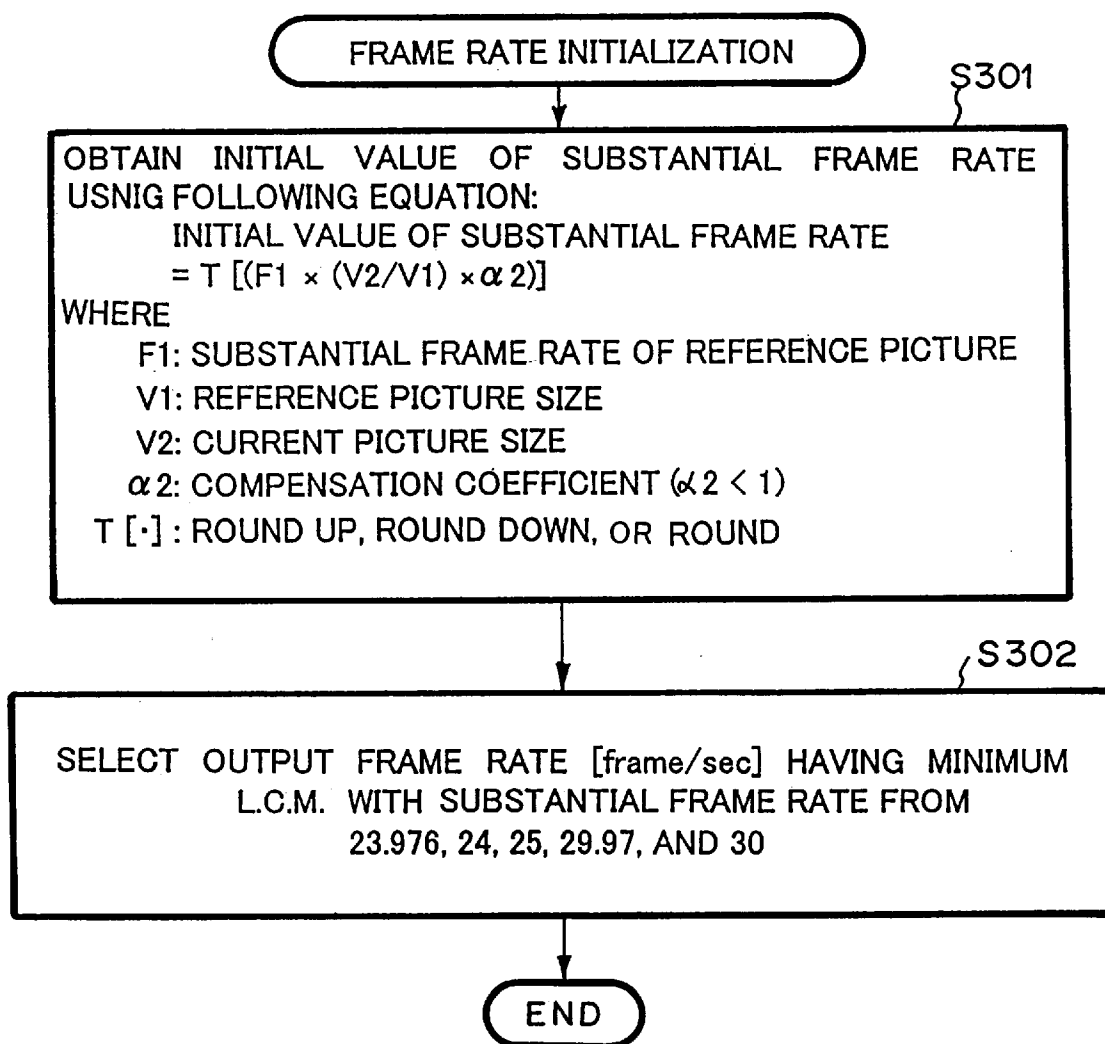 FRAME RATE INITIALIZATION
S301
OBTAIN INITIAL VALUE OF SUBSTANTIAL FRAME RATE
USNIG FOLLOWING EQUATION:
INITIAL VALUE OF SUBSTANTIAL FRAME RATE
= T [(F1 × (V2/V1) × α2)]
WHERE
F1: SUBSTANTIAL FRAME RATE OF REFERENCE PICTURE
V1: REFERENCE PICTURE SIZE
V2: CURRENT PICTURE SIZE
α2: COMPENSATION COEFFICIENT (α2 < 1)
T [·] : ROUND UP, ROUND DOWN, OR ROUND
S302
SELECT OUTPUT FRAME RATE [frame/sec] HAVING MINIMUM
L.C.M. WITH SUBSTANTIAL FRAME RATE FROM
23.976, 24, 25, 29.97, AND 30
END